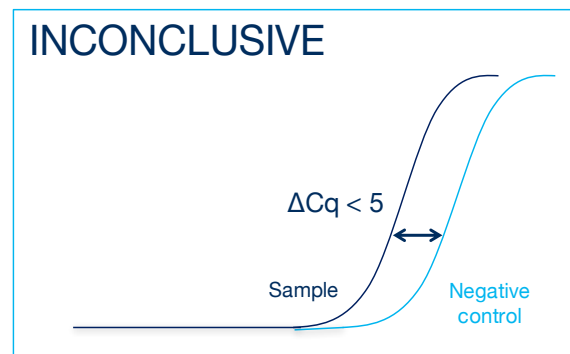 INCONCLUSIVE
ΔCq < 5
Sample
Negative
control